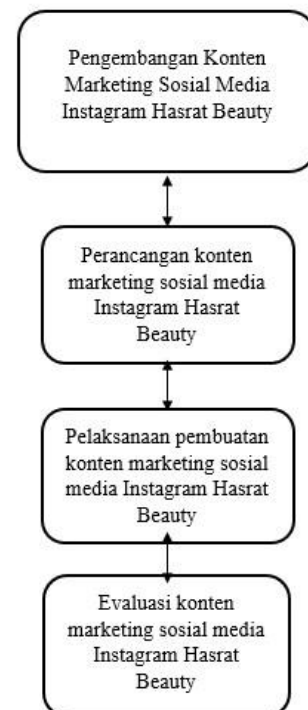 Pengembangan Konten
Marketing Sosial Media
Instagram Hasrat Beauty
Perancangan konten
marketing sosial media
Instagram Hasrat
Beauty
Pelaksanaan pembuatan
konten marketing sosial
media Instagram Hasrat
Beauty
Evaluasi konten
marketing sosial media
Instagram Hasrat
Beauty